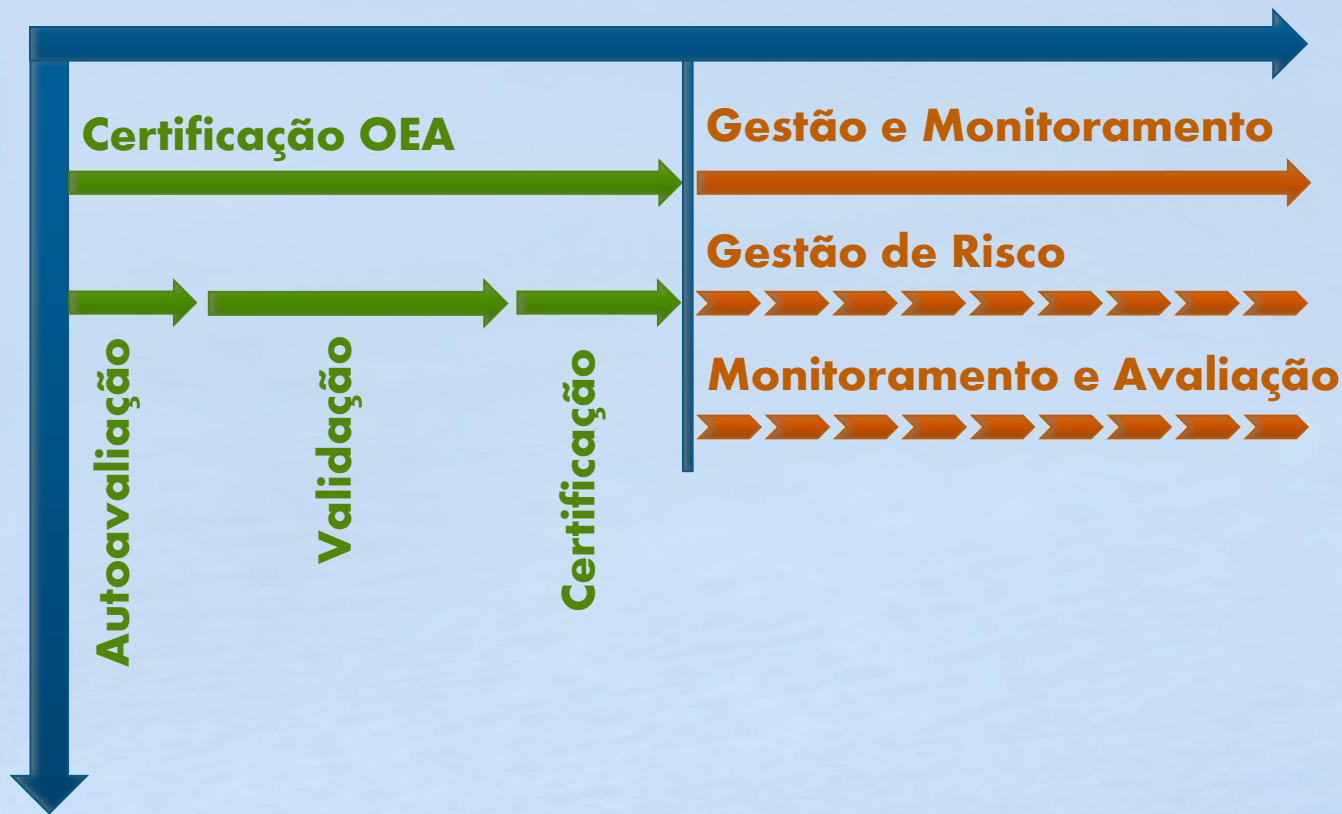 Certificação OEA
Gestão e Monitoramento
Gestão de Risco
Monitoramento e Avaliação
Autoavaliação
Validação
Certificação